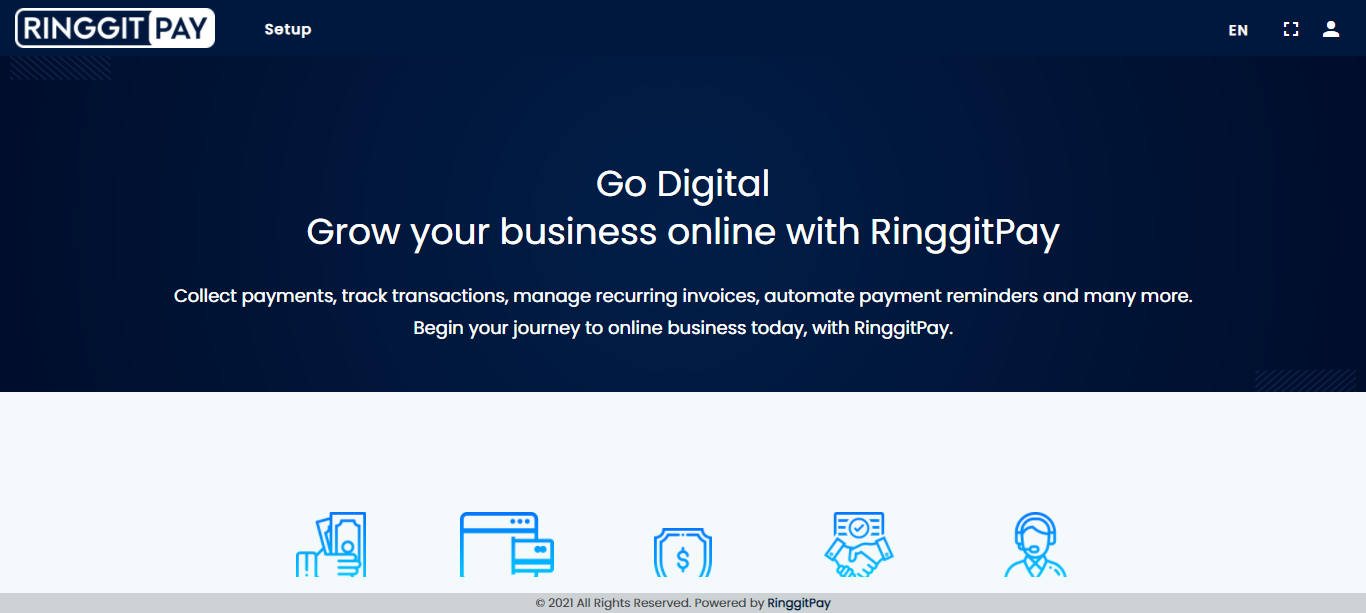 RINGGIT PAY
Setup
EN
Go Digital
Grow your business online with RinggitPay
Collect payments, track transactions, manage recurring invoices, automate payment reminders and many more.
Begin your journey to online business today, with RinggitPay.
$
© 2021 All Rights Reserved. Powered by RinggitPay